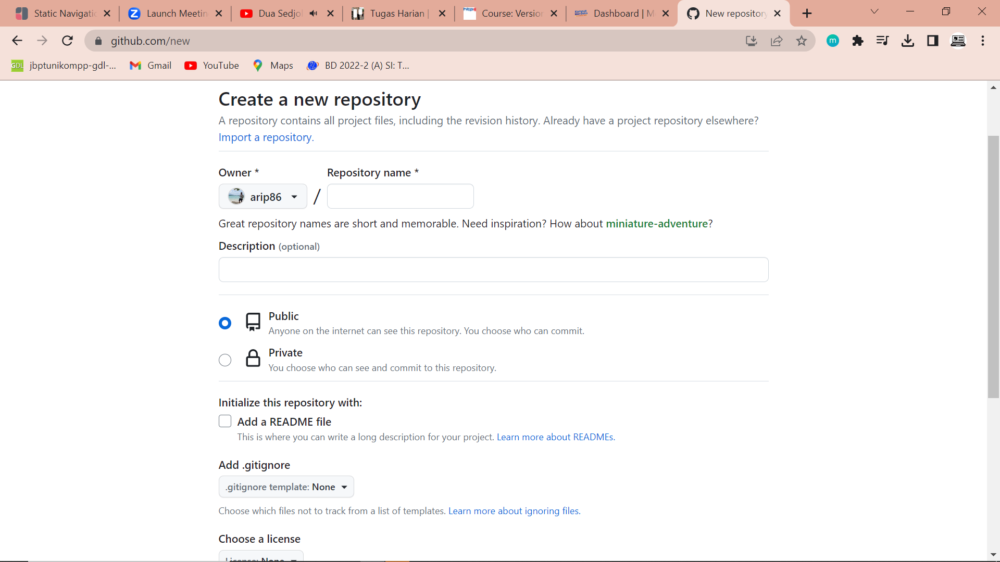 Static Navigatic
Launch Meetin
Dua Sedjol
Tugas Harian |
Course: Version
Dashboard | M
New repository
github.com/new
m
GDL
jbptunikompp-gdl-...
Gmail
YouTube
Maps
BD 2022-2 (A) SI: T...
Create a new repository
A repository contains all project files, including the revision history. Already have a project repository elsewhere?
Import a repository.
Owner *
Repository name *
arip86
/
Great repository names are short and memorable. Need inspiration? How about miniature-adventure?
Description (optional)
Public
Anyone on the internet can see this repository. You choose who can commit.
Private
You choose who can see and commit to this repository.
Initialize this repository with:
Add a README file
This is where you can write a long description for your project. Learn more about READMEs.
Add .gitignore
.gitignore template: None
Choose which files not to track from a list of templates. Learn more about ignoring files.
Choose a license
License: None